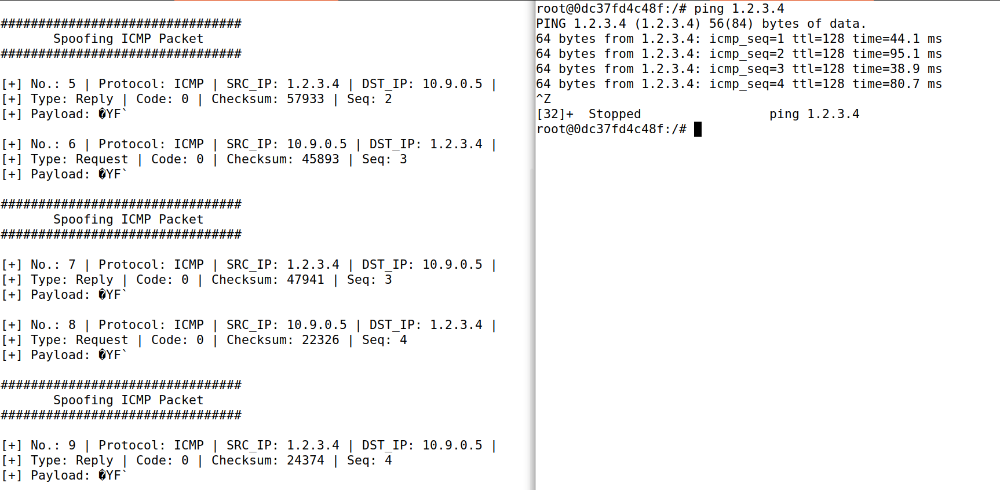 ################################
       Spoofing ICMP Packet
################################
[+] No.: 5 | Protocol: ICMP | SRC_IP: 1.2.3.4 | DST_IP: 10.9.0.5 |
[+] Type: Reply | Code: 0 | Checksum: 57933 | Seq: 2
[+] Payload: �YF`
[+] No.: 6 | Protocol: ICMP | SRC_IP: 10.9.0.5 | DST_IP: 1.2.3.4 |
[+] Type: Request | Code: 0 | Checksum: 45893 | Seq: 3
[+] Payload: �YF`
################################
       Spoofing ICMP Packet
################################
[+] No.: 7 | Protocol: ICMP | SRC_IP: 1.2.3.4 | DST_IP: 10.9.0.5 |
[+] Type: Reply | Code: 0 | Checksum: 47941 | Seq: 3
[+] Payload: �YF`
[+] No.: 8 | Protocol: ICMP | SRC_IP: 10.9.0.5 | DST_IP: 1.2.3.4 |
[+] Type: Request | Code: 0 | Checksum: 22326 | Seq: 4
[+] Payload: �YF`
################################
       Spoofing ICMP Packet
################################
[+] No.: 9 | Protocol: ICMP | SRC_IP: 1.2.3.4 | DST_IP: 10.9.0.5 |
[+] Type: Reply | Code: 0 | Checksum: 24374 | Seq: 4
[+] Payload: �YF`
root@0dc37fd4c48f:/# ping 1.2.3.4
PING 1.2.3.4 (1.2.3.4) 56(84) bytes of data.
64 bytes from 1.2.3.4: icmp_seq=1 ttl=128 time=44.1 ms
64 bytes from 1.2.3.4: icmp_seq=2 ttl=128 time=95.1 ms
64 bytes from 1.2.3.4: icmp_seq=3 ttl=128 time=38.9 ms
64 bytes from 1.2.3.4: icmp_seq=4 ttl=128 time=80.7 ms
^Z
[32]+  Stopped                 ping 1.2.3.4
root@0dc37fd4c48f:/#